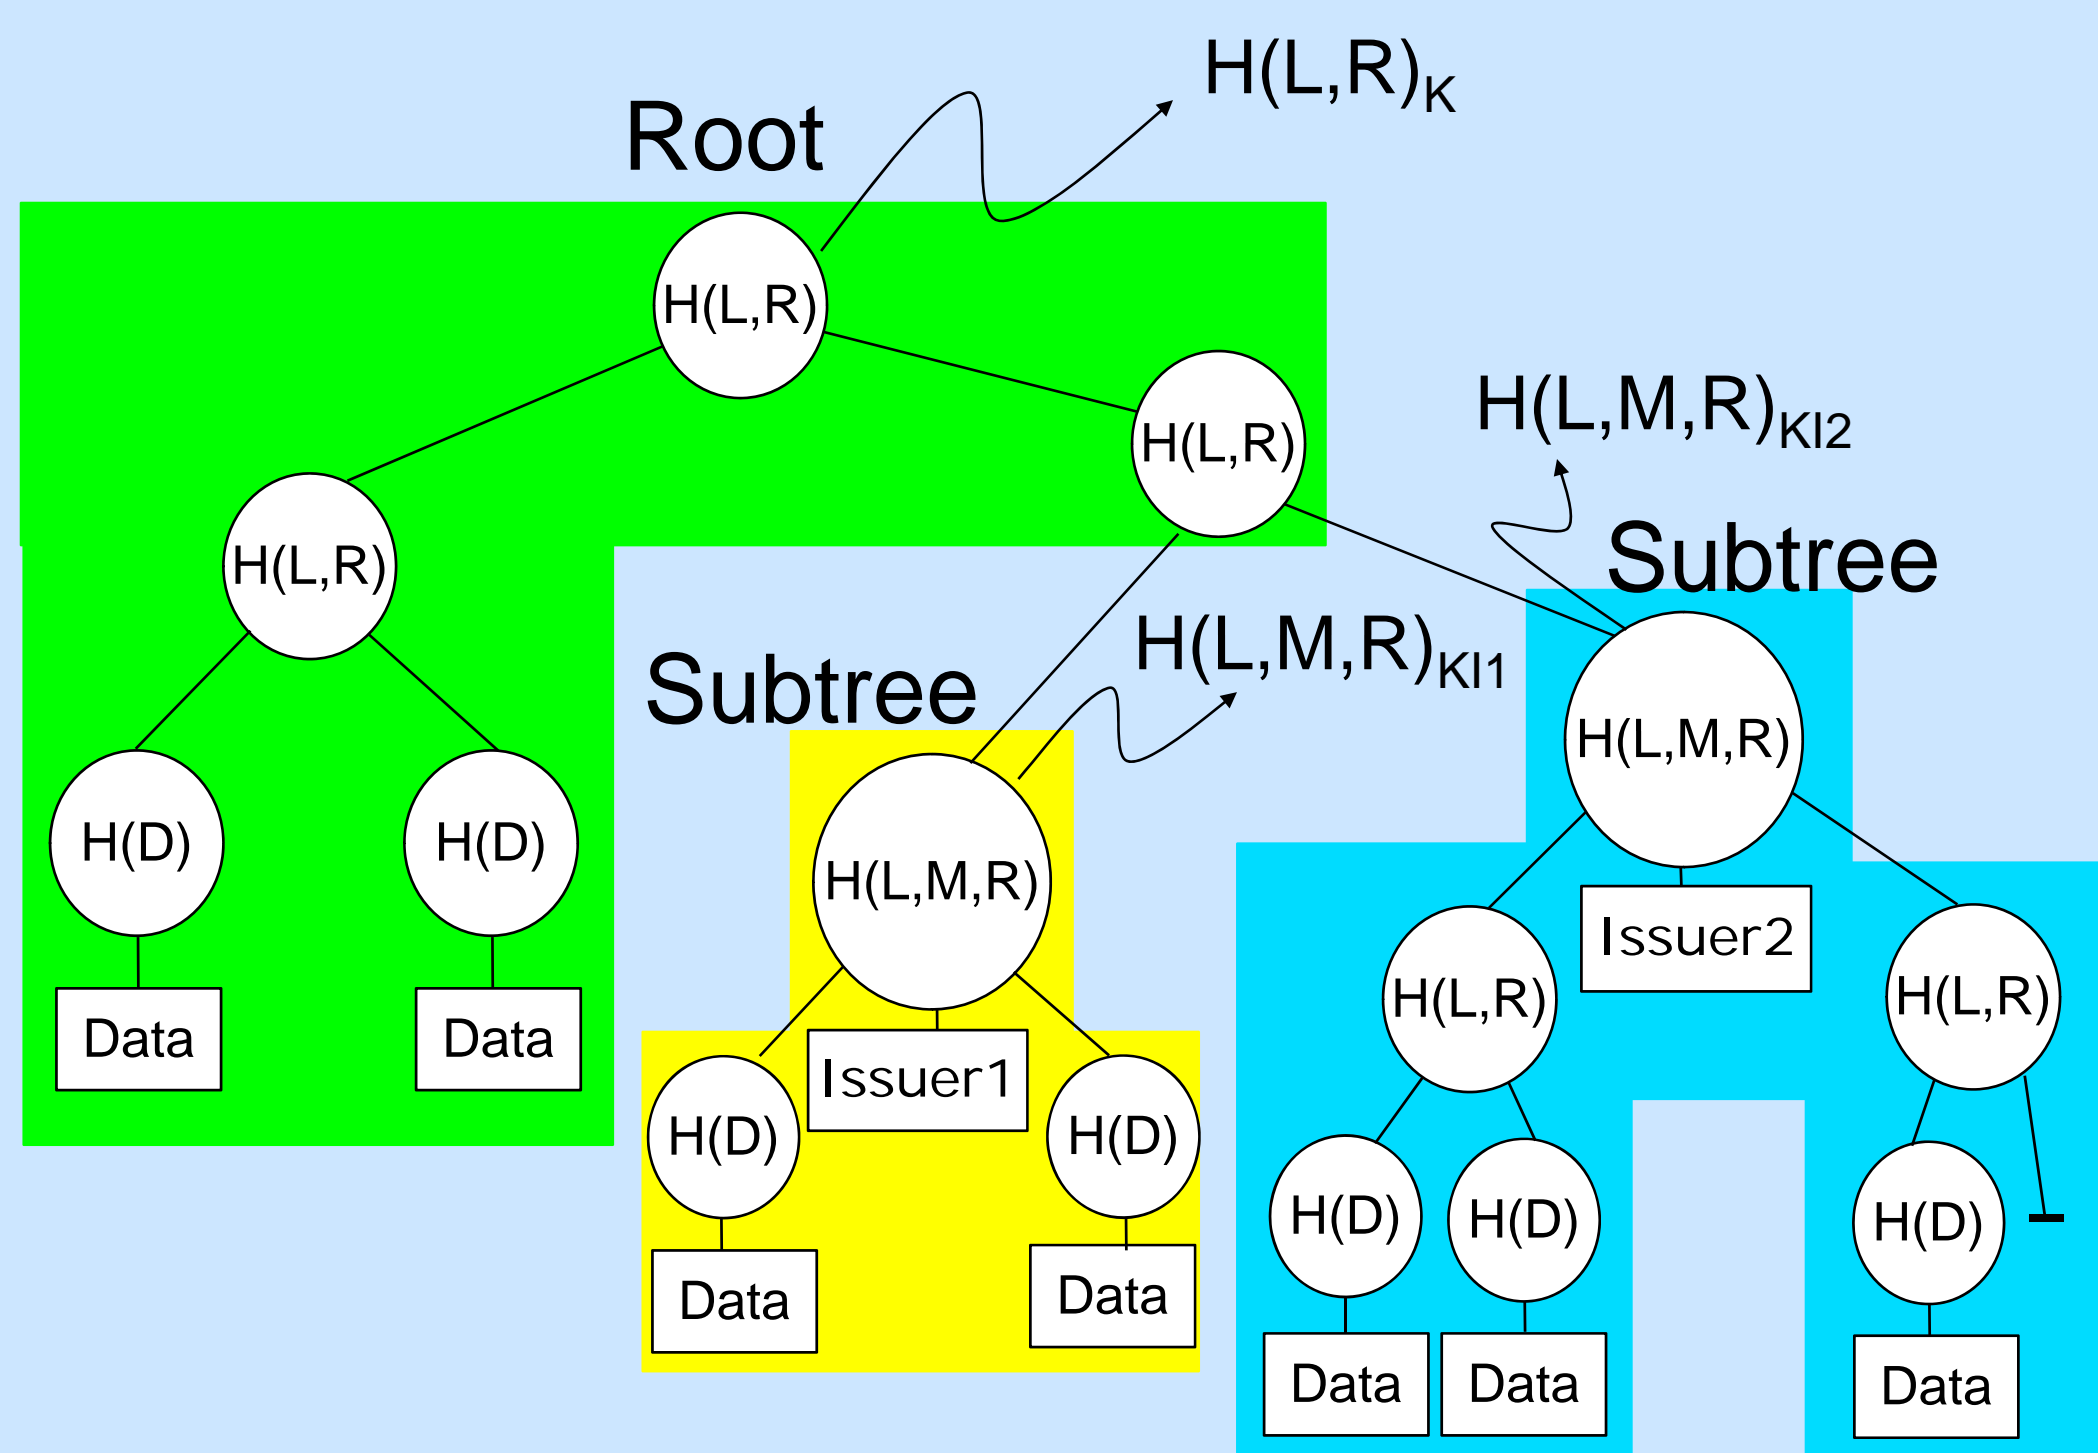 H(L,R)K
Root
H(L,R)
H(L,R)
H(L,M,R)KI2
H(L,R)
Subtree
H(L,M,R)KI1
Subtree
H(L,M,R)
H(D)
H(D)
H(L,M,R)
Issuer2
H(L,R)
H(L,R)
Data
Data
Issuer1
H(D)
H(D)
H(D)
H(D)
H(D)
Data
Data
Data
Data
Data